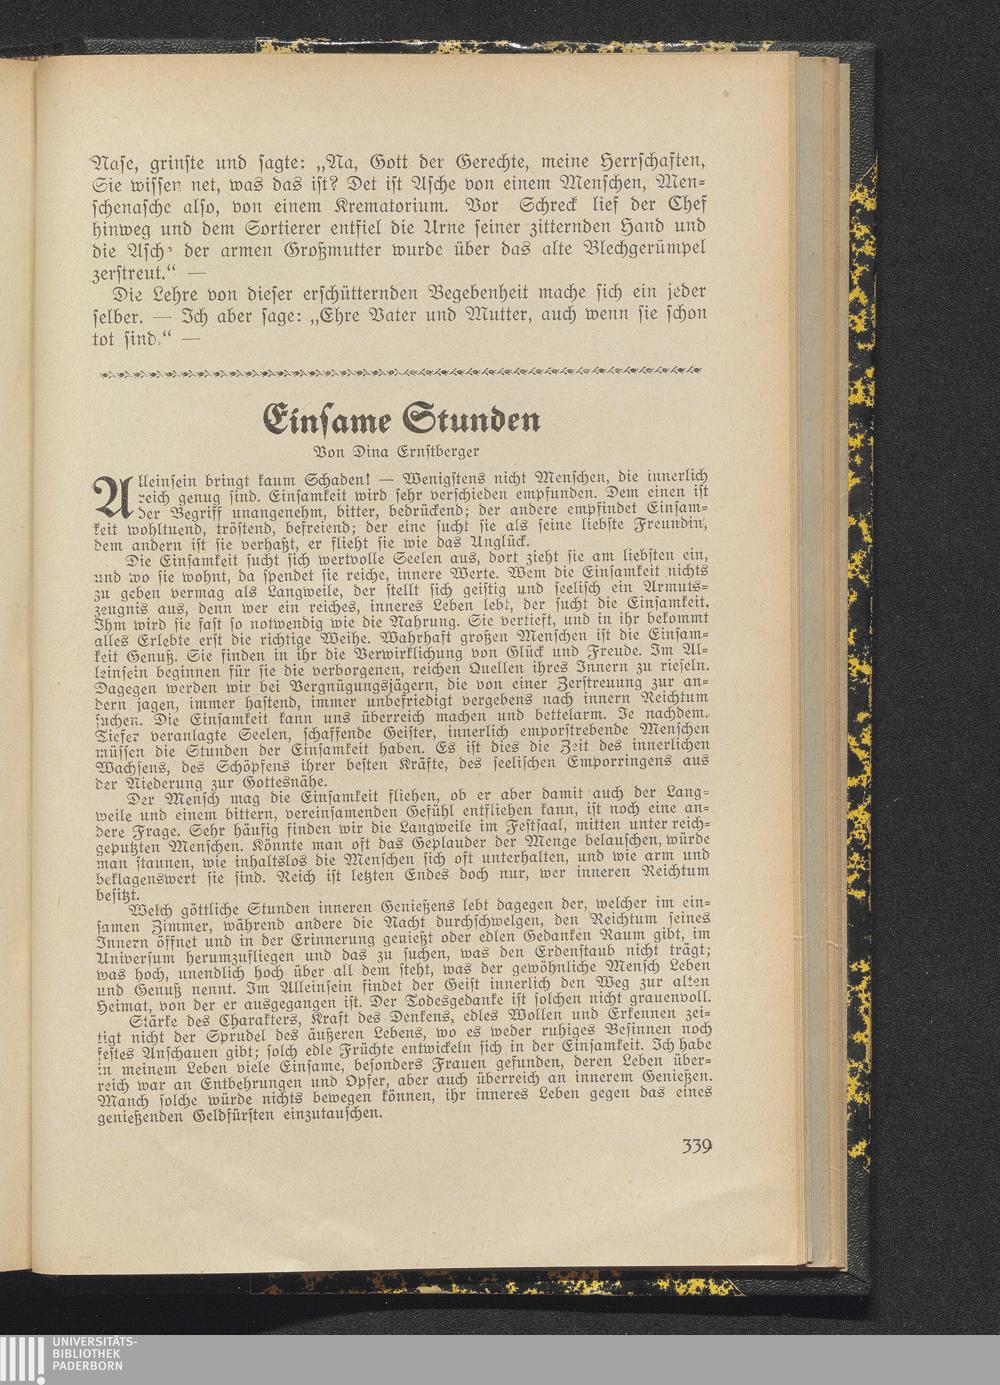 Nase, grinste und sagte: „Na, Gott der Gerechte, meine Herrschaften,
Sie wissen net, was das ist? Det ist Asche von einem Menschen, Men-
schenasche also, von einem Krematorium. Vor Schreck lief der Chef
hinweg und dem Sortierer entfiel die Urne seiner zitternden Hand und
die Asch' der armen Großmutter wurde über das alte Blechgerümpel
zerstreut.“ —
Die Lehre von dieser erschütternden Begebenheit mache sich ein jeder
selber. — Ich aber sage: „Ehre Vater und Mutter, auch wenn sie schon
tot sind.“ —
Einsame Stunden
Von Dina Ernstberger
Alleinsein bringt kaum Schaden! — Wenigstens nicht Menschen, die innerlich
reich genug sind. Einsamkeit wird sehr verschieden empfunden. Dem einen ist
der Begriff unangenehm, bitter, bedrückend; der andere empfindet Einsam-
keit wohltuend, tröstend, befreiend; der eine sucht sie als seine liebste Freundin,
dem andern ist sie verhaßt, er flieht sie wie das Unglück.
Die Einsamkeit sucht sich wertvolle Seelen aus, dort zieht sie am liebsten ein,
und wo sie wohnt, da spendet sie reiche, innere Werte. Wem die Einsamkeit nichts
zu geben vermag als Langweile, der stellt sich geistig und seelisch ein Armuts-
zeugnis aus, denn wer ein reiches, inneres Leben lebt, der sucht die Einsamkeit.
Ihm wird sie fast so notwendig wie die Nahrung. Sie vertieft, und in ihr bekommt
alles Erlebte erst die richtige Weihe. Wahrhaft großen Menschen ist die Einsam-
keit Genuß. Sie finden in ihr die Verwirklichung von Glück und Freude. Im Al-
leinsein beginnen für sie die verborgenen, reichen Quellen ihres Innern zu rieseln.
Dagegen werden wir bei Vergnügungsjägern, die von einer Zerstreuung zur an-
dern jagen, immer hastend, immer unbefriedigt vergebens nach innern Reichtum
suchen. Die Einsamkeit kann uns überreich machen und bettelarm. Je nachdem.
Tiefer veranlagte Seelen, schaffende Geister, innerlich emporstrebende Menschen
müssen die Stunden der Einsamkeit haben. Es ist dies die Zeit des innerlichen
Wachsens, des Schöpfens ihrer besten Kräfte, des seelischen Emporringens aus
der Niederung zur Gottesnähe.
Der Mensch mag die Einsamkeit fliehen, ob er aber damit auch der Lang-
weile und einem bittern, vereinsamenden Gefühl entfliehen kann, ist noch eine an-
dere Frage. Sehr häufig finden wir die Langweile im Festsaal, mitten unter reich-
geputzten Menschen. Könnte man oft das Geplauder der Menge belauschen, würde
man staunen, wie inhaltslos die Menschen sich oft unterhalten, und wie arm und
beklagenswert sie sind. Reich ist letzten Endes doch nur, wer inneren Reichtum
besitzt.
Welch göttliche Stunden inneren Genießens lebt dagegen der, welcher im ein-
samen Zimmer, während andere die Nacht durchschwelgen, den Reichtum seines
Innern öffnet und in der Erinnerung genießt oder edlen Gedanken Raum gibt, im
Universum herumzufliegen und das zu suchen, was den Erdenstaub nicht trägt;
was hoch, unendlich hoch über all dem steht, was der gewöhnliche Mensch Leben
und Genuß nennt. Im Alleinsein findet der Geist innerlich den Weg zur alten
Heimat, von der er ausgegangen ist. Der Todesgedanke ist solchen nicht grauenvoll.
Stärke des Charakters, Kraft des Denkens, edles Wollen und Erkennen zei-
tigt nicht der Sprudel des äußeren Lebens, wo es weder ruhiges Besinnen noch
festes Anschauen gibt; solch edle Früchte entwickeln sich in der Einsamkeit. Ich habe
in meinem Leben viele Einsame, besonders Frauen gefunden, deren Leben über-
reich war an Entbehrungen und Opfer, aber auch überreich an innerem Genießen.
Manch solche würde nichts bewegen können, ihr inneres Leben gegen das eines
genießenden Geldfürsten einzutauschen.
339
UNIVERSITÄTS-
BIBLIOTHEK
PADERBORN